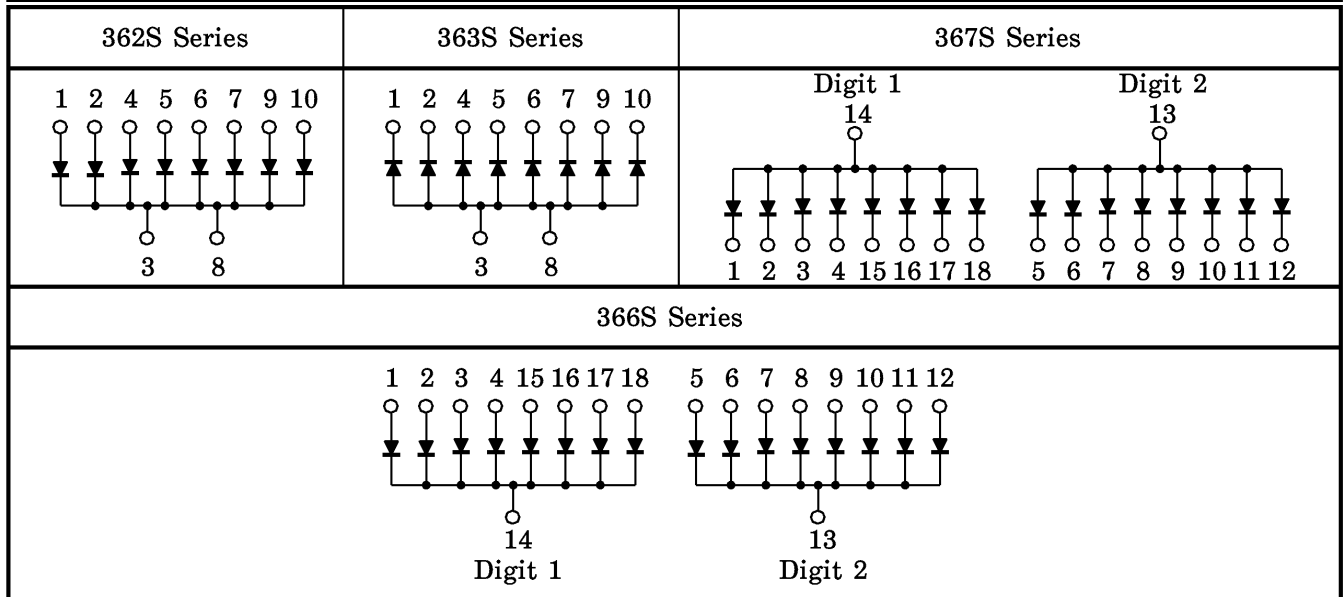 362S Series
363S Series
367S Series
1 2 4 5 6 7 9 10
3 8
1 2 4 5 6 7 9 10
3 8
Digit 1
14
1 2 3 4 15 16 17 18
Digit 2
13
5 6 7 8 9 10 11 12
366S Series
1 2 3 4 15 16 17 18
14
Digit 1
5 6 7 8 9 10 11 12
13
Digit 2